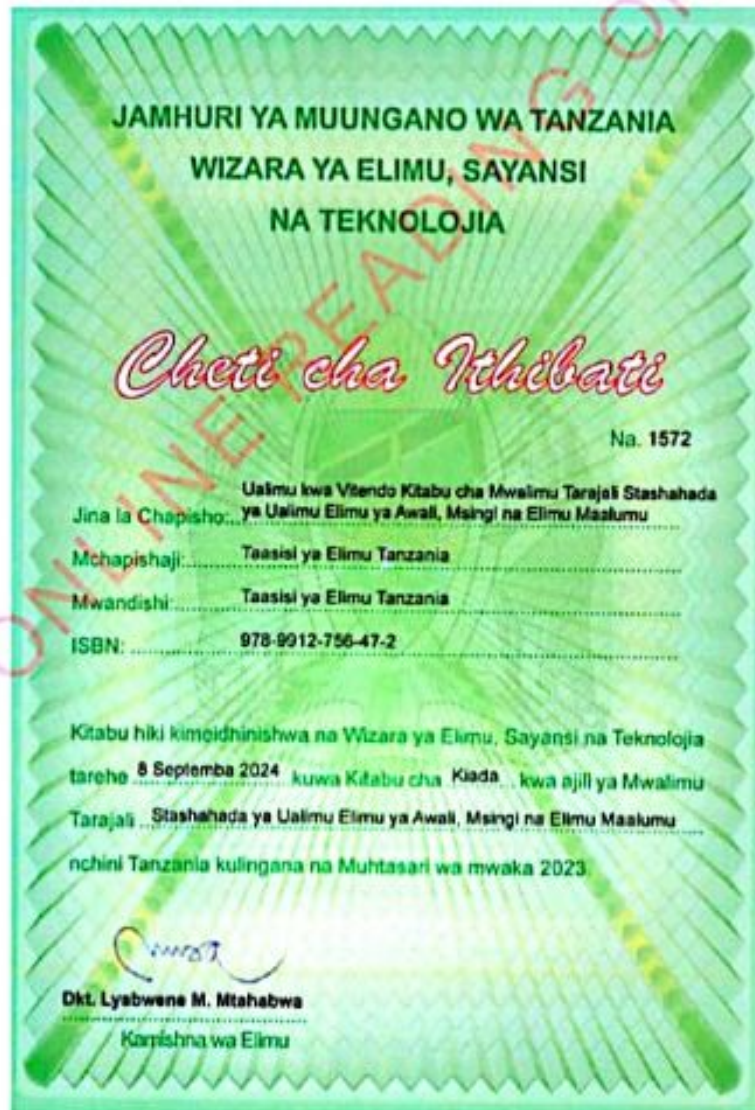 JAMHURI YA MUUNGANO WA TANZANIA
WIZARA YA ELIMU, SAYANSI
NA TEKNOLOJIA
Cheti cha Ithibati
Na. 1572
Jina la Chapisho: Ualimu kwa Vitendo Kitabu cha Mwalimu Tarajali Stashahada
ya Ualimu Elimu ya Awali, Msingi na Elimu Maalumu
Mchapishaji: Taasisi ya Elimu Tanzania
Mwandishi: Taasisi ya Elimu Tanzania
ISBN: 978-9912-756-47-2
Kitabu hiki kimeidhinishwa na Wizara ya Elimu, Sayansi na Teknolojia
tarehe 8 Septemba 2024 kuwa Kitabu cha Kiada kwa ajili ya Mwalimu
Tarajali Stashahada ya Ualimu Elimu ya Awali, Msingi na Elimu Maalumu
nchini Tanzania kulingana na Muhtasari wa mwaka 2023.
Dkt. Lyabwene M. Mtahabwa
Kamishna wa Elimu
ONLINE READING